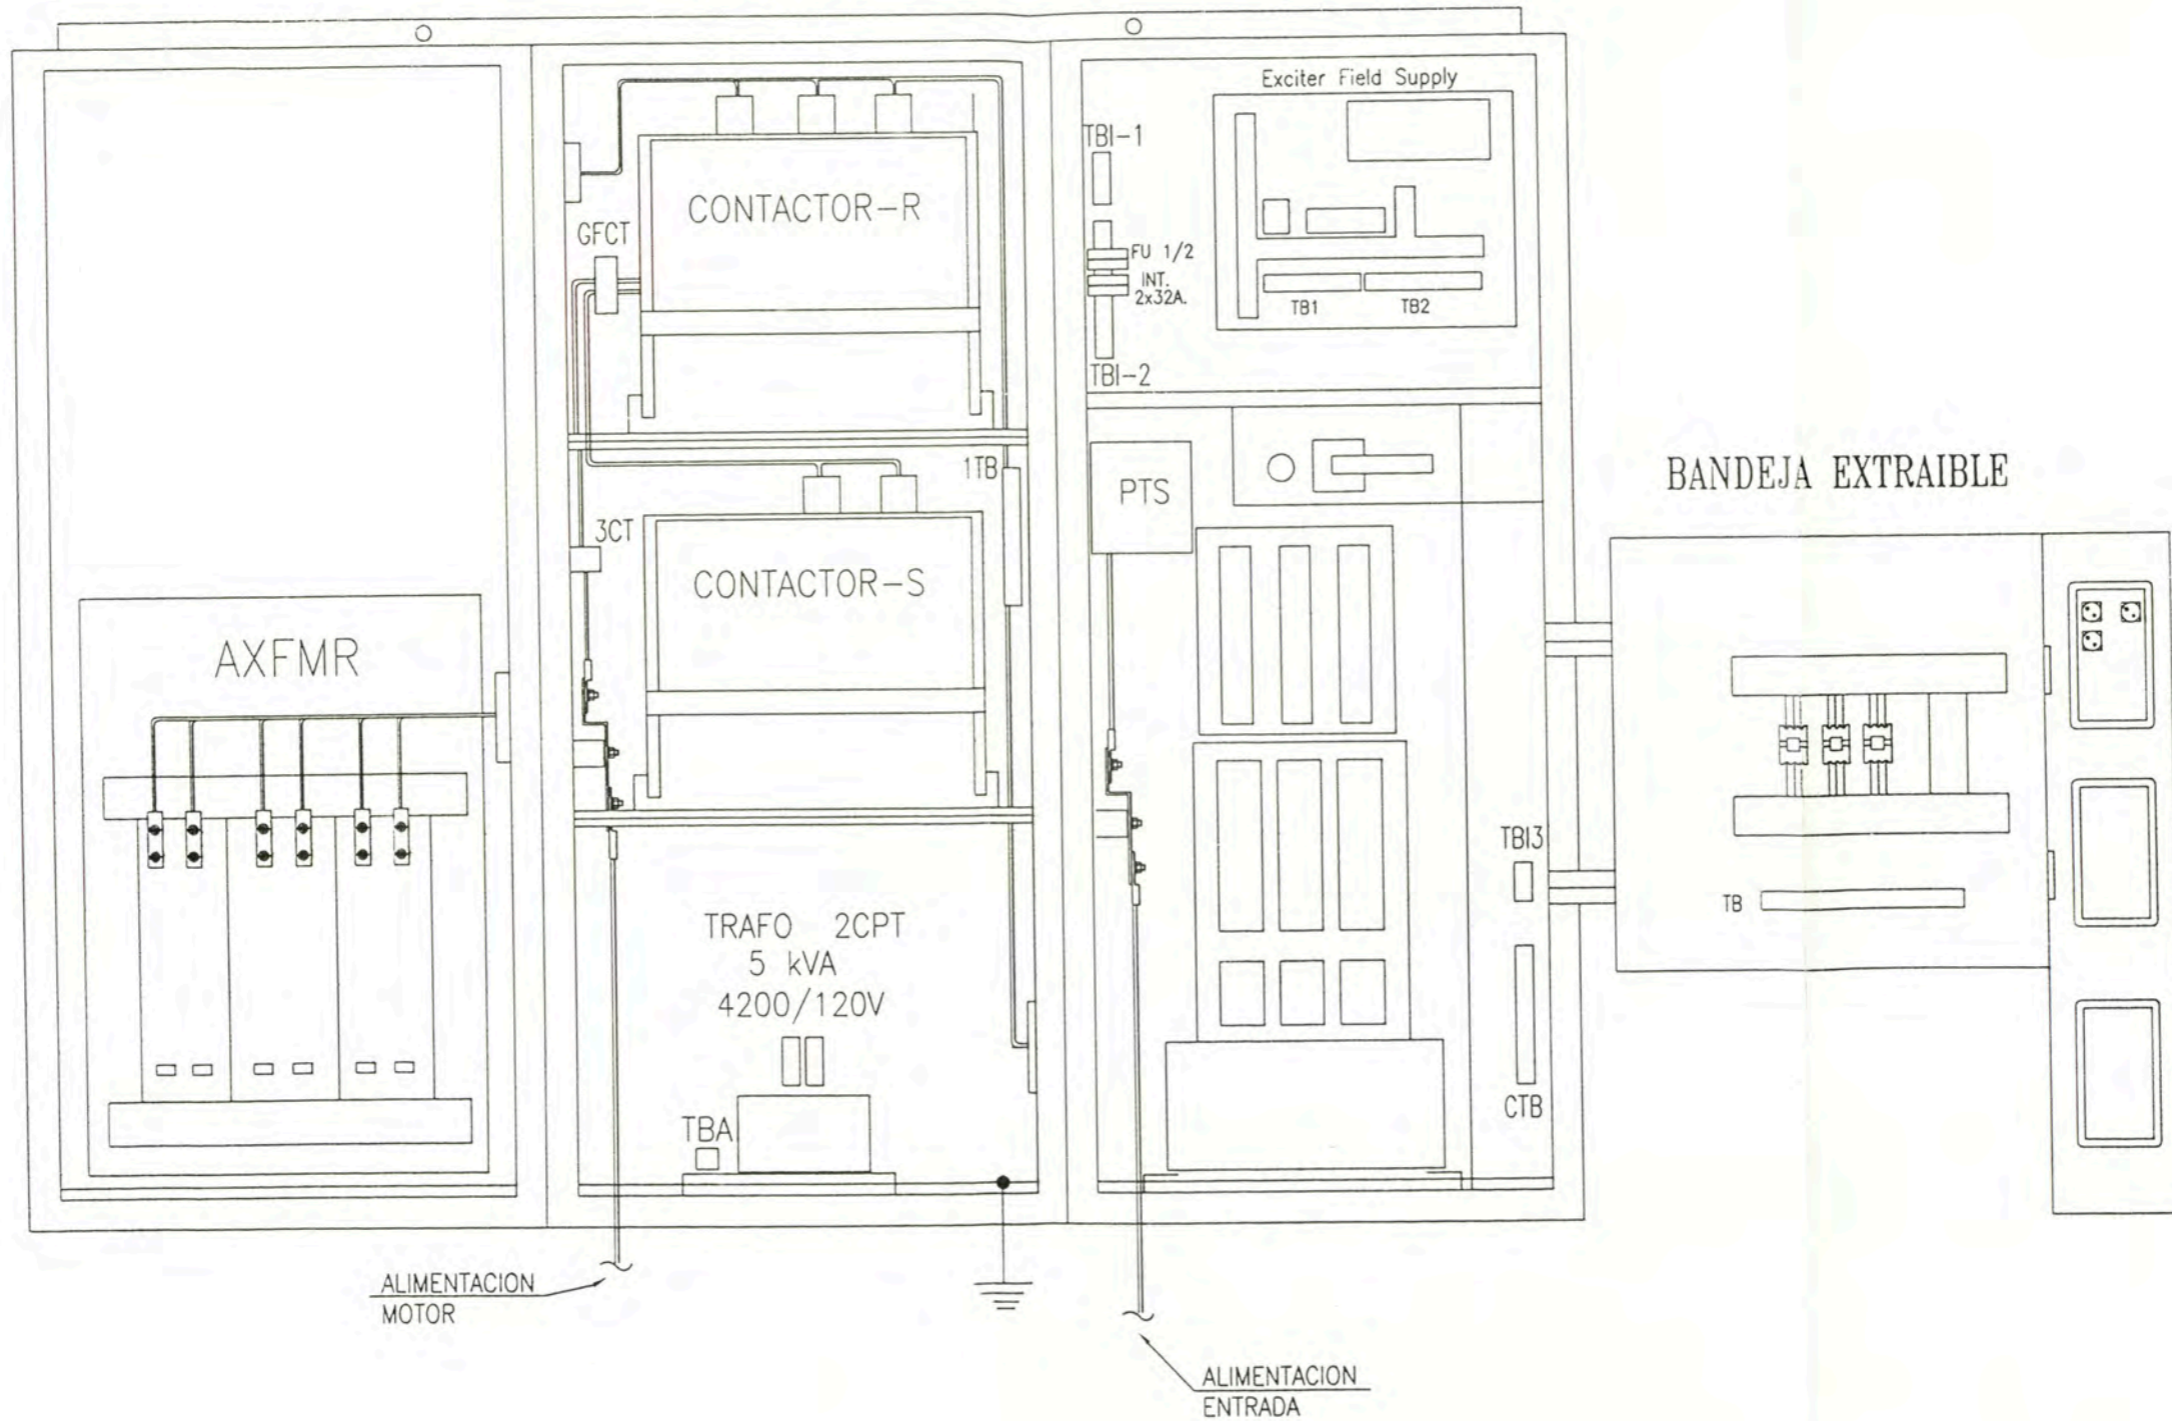 Exciter Field Supply
TBI-1
CONTACTOR-R
GFCT
FU 1/2
INT.
2x32A.
TB1
TB2
TBI-2
1TB
PTS
BANDEJA EXTRAIBLE
3CT
CONTACTOR-S
AXFMR
TBI3
TB
TRAFO 2CPT
5 kVA
4200/120V
TBA
CTB
ALIMENTACION
MOTOR
ALIMENTACION
ENTRADA